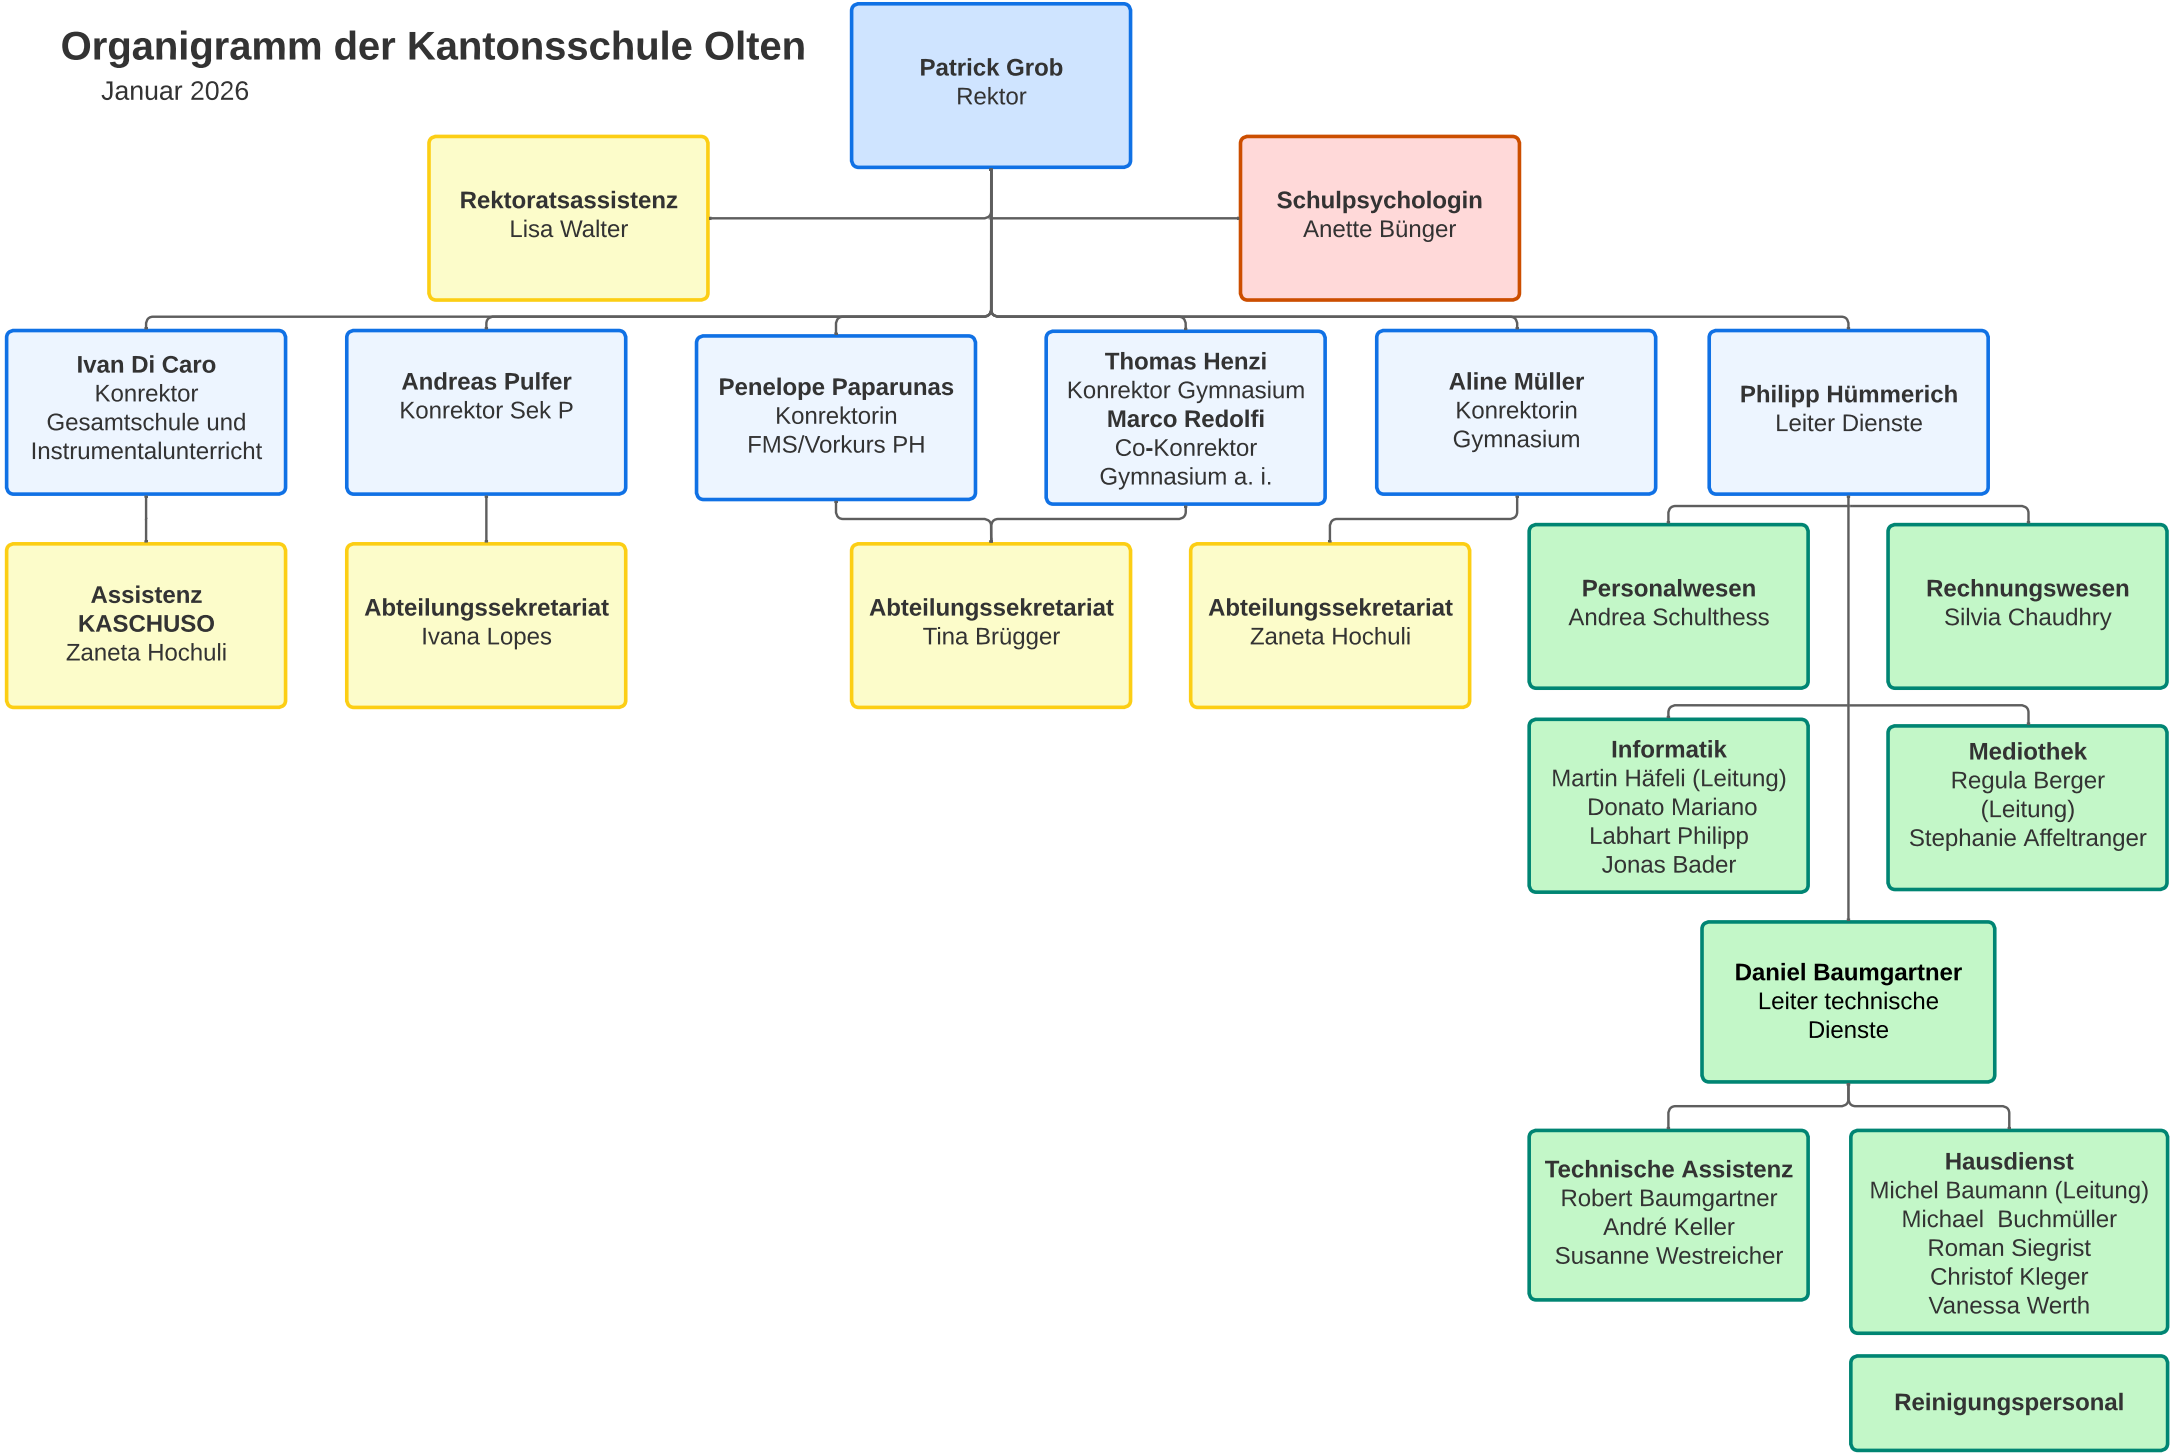 Organigramm der Kantonsschule Olten
Januar 2026
Patrick Grob
Rektor
Rektoratsassistenz
Lisa Walter
Schulpsychologin
Anette Bünger
Ivan Di Caro
Konrektor
Gesamtschule und
Instrumentalunterricht
Andreas Pulfer
Konrektor Sek P
Penelope Paparunas
Konrektorin
FMS/Vorkurs PH
Thomas Henzi
Konrektor Gymnasium
Marco Redolfi
Co-Konrektor
Gymnasium a. i.
Aline Müller
Konrektorin
Gymnasium
Philipp Hümmerich
Leiter Dienste
Assistenz
KASCHUSO
Zaneta Hochuli
Abteilungssekretariat
Ivana Lopes
Abteilungssekretariat
Tina Brügger
Abteilungssekretariat
Zaneta Hochuli
Personalwesen
Andrea Schulthess
Rechnungswesen
Silvia Chaudhry
Informatik
Martin Häfeli (Leitung)
Donato Mariano
Labhart Philipp
Jonas Bader
Mediothek
Regula Berger
(Leitung)
Stephanie Affeltranger
Daniel Baumgartner
Leiter technische
Dienste
Technische Assistenz
Robert Baumgartner
André Keller
Susanne Westreicher
Hausdienst
Michel Baumann (Leitung)
Michael  Buchmüller
Roman Siegrist
Christof Kleger
Vanessa Werth
Reinigungspersonal